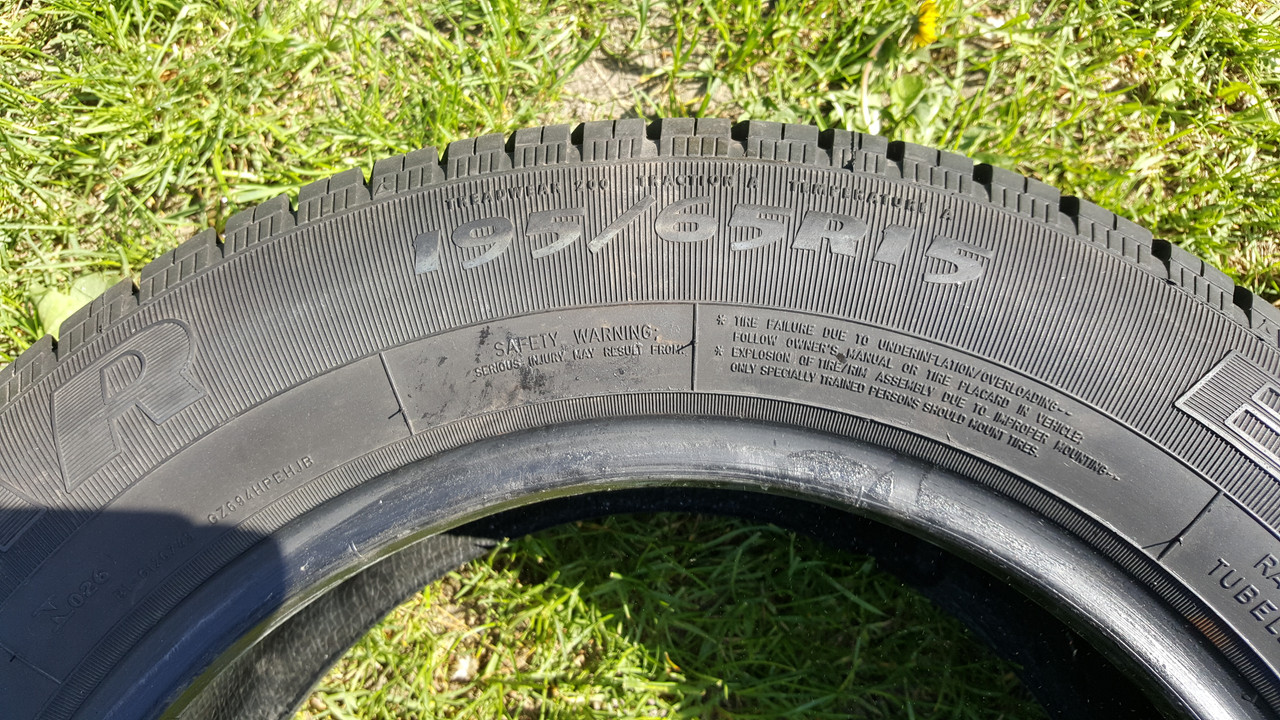 TREADWEAR 200 TRACTION A TEMPERATURE A
195/65R15
R
SAFETY WARNING:
SERIOUS INJURY MAY RESULT FROM:
* TIRE FAILURE DUE TO UNDERINFLATION/OVERLOADING--
FOLLOW OWNER'S MANUAL OR TIRE PLACARD IN VEHICLE;
* EXPLOSION OF TIRE/RIM ASSEMBLY DUE TO IMPROPER MOUNTING--
ONLY SPECIALLY TRAINED PERSONS SHOULD MOUNT TIRES.
N 026